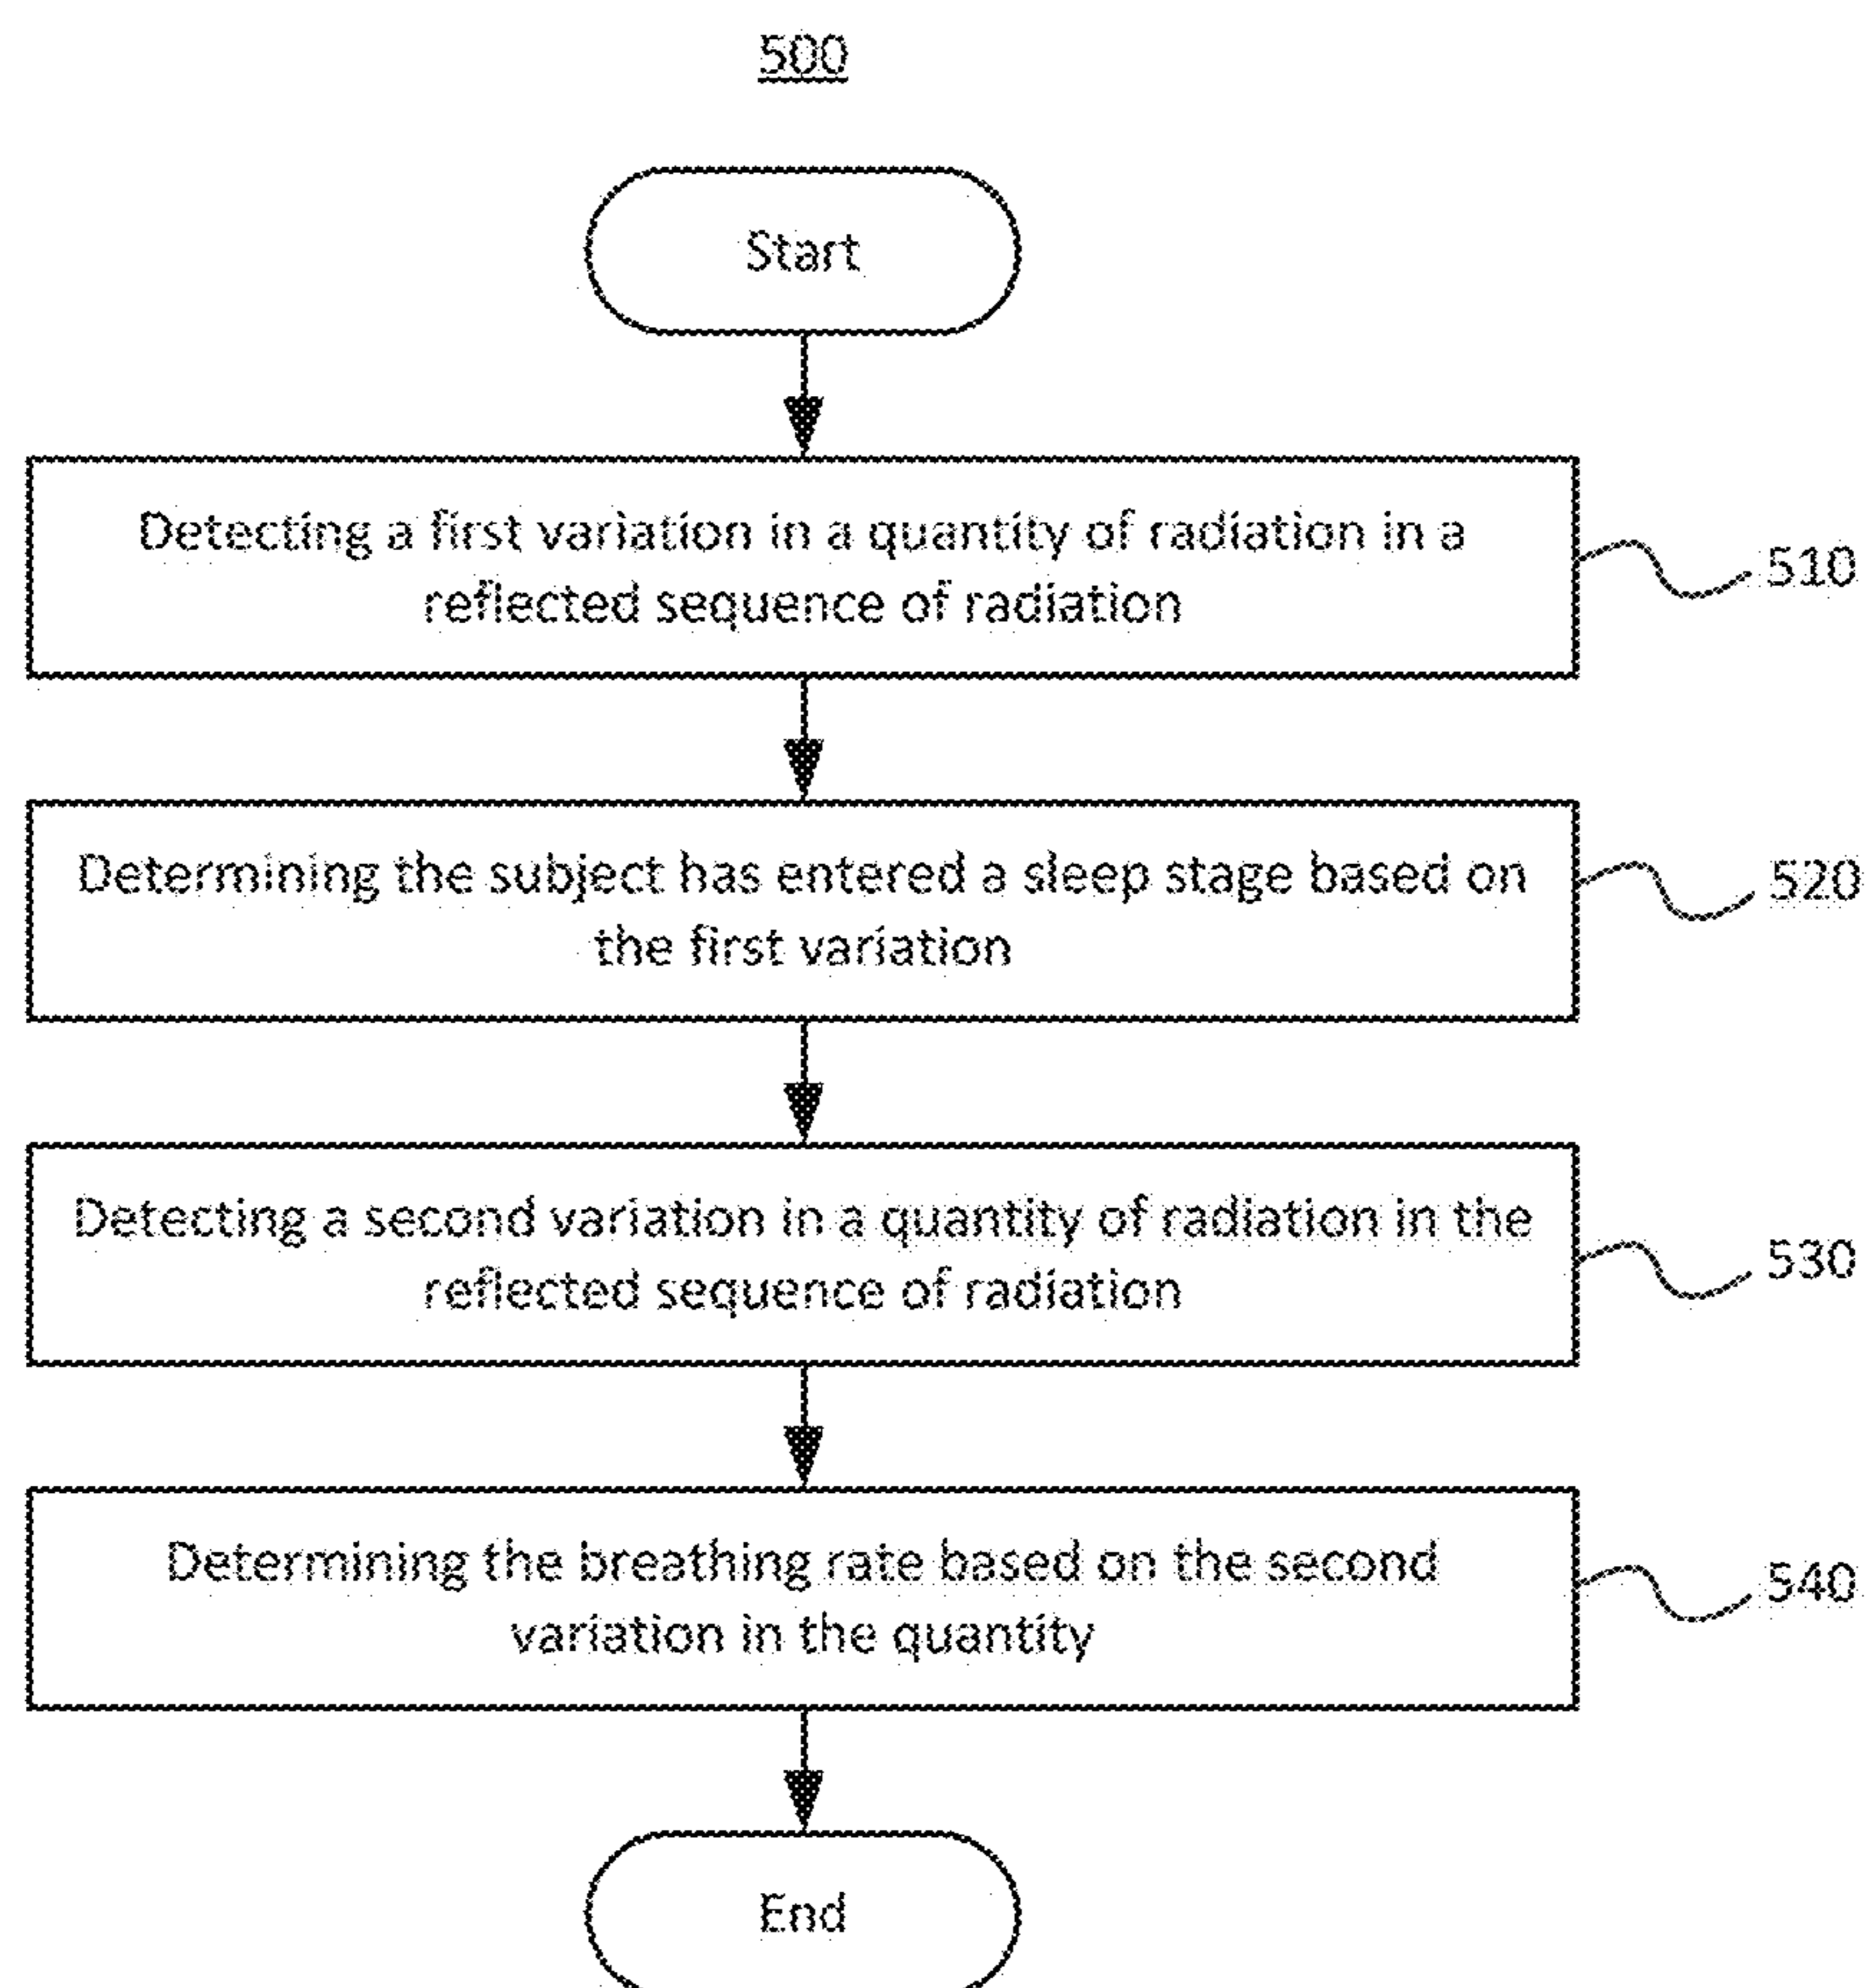 500
Start
Detecting a first variation in a quantity of radiation in a
reflected sequence of radiation
510
Determining the subject has entered a sleep stage based on
the first variation
520
Detecting a second variation in a quantity of radiation in the
reflected sequence of radiation
530
Determining the breathing rate based on the second
variation in the quantity
540
End